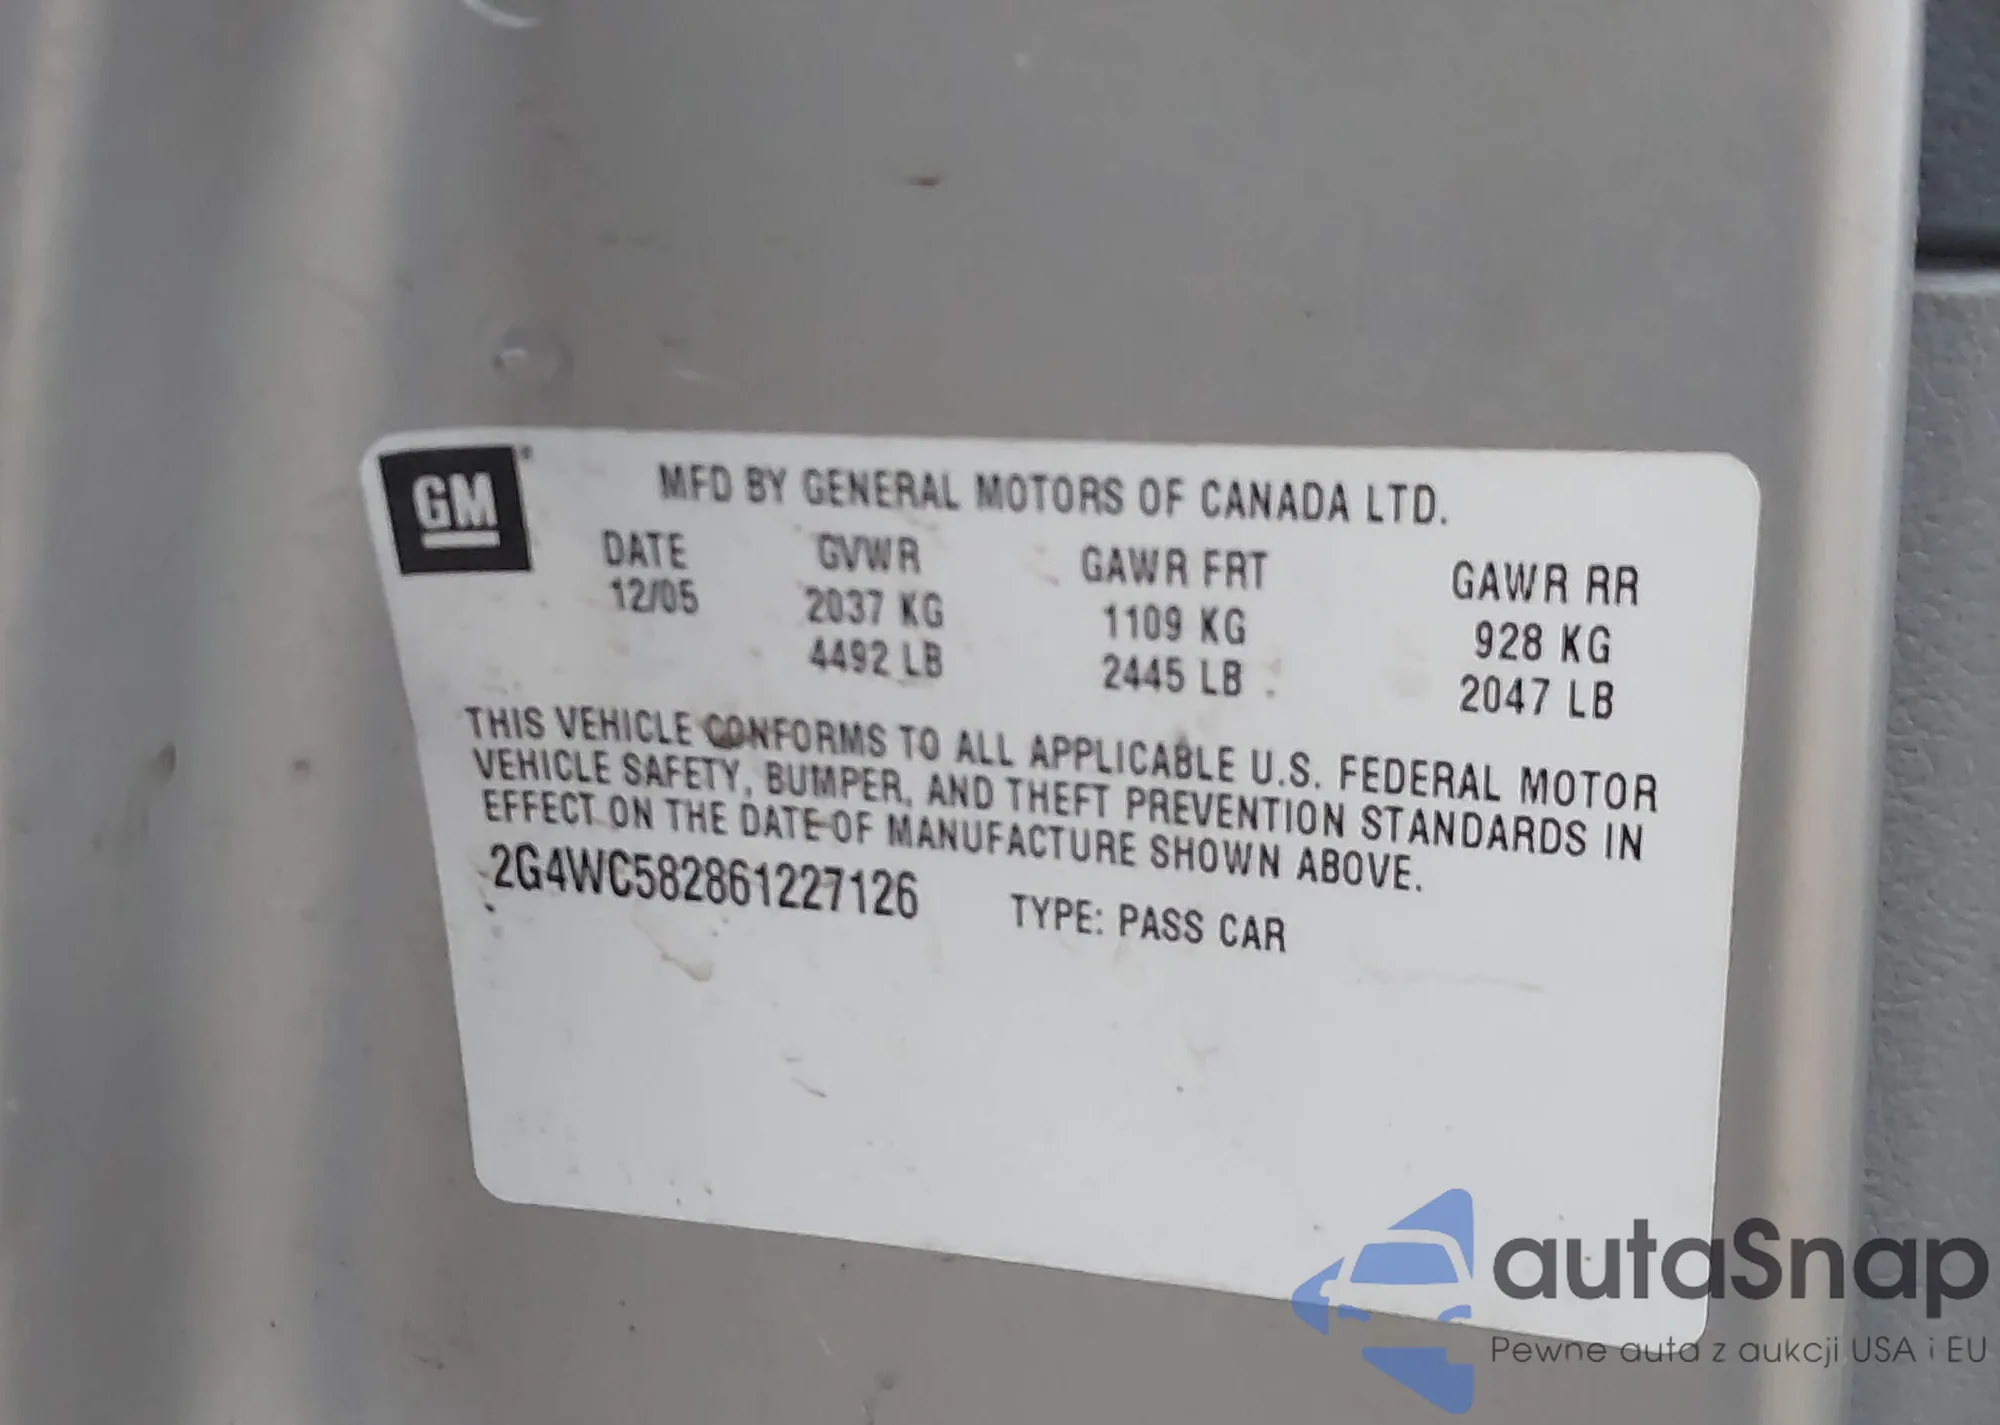 GM
MFD BY GENERAL MOTORS OF CANADA LTD.
DATE GVWR GAWR FRT GAWR RR
12/05 2037 KG 1109 KG 928 KG
4492 LB 2445 LB 2047 LB
THIS VEHICLE CONFORMS TO ALL APPLICABLE U.S. FEDERAL MOTOR
VEHICLE SAFETY, BUMPER, AND THEFT PREVENTION STANDARDS IN
EFFECT ON THE DATE OF MANUFACTURE SHOWN ABOVE.
2G4WC582861227126 TYPE: PASS CAR
autaSnap
Pewne auta z aukcji USA i EU